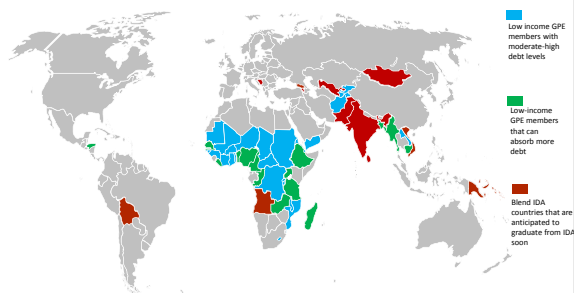 Low income GPE
members with
moderate-high
debt levels
Low-income
GPE members
that can
absorb more
debt
Blend IDA
countries that are
anticipated to
graduate from IDA
soon